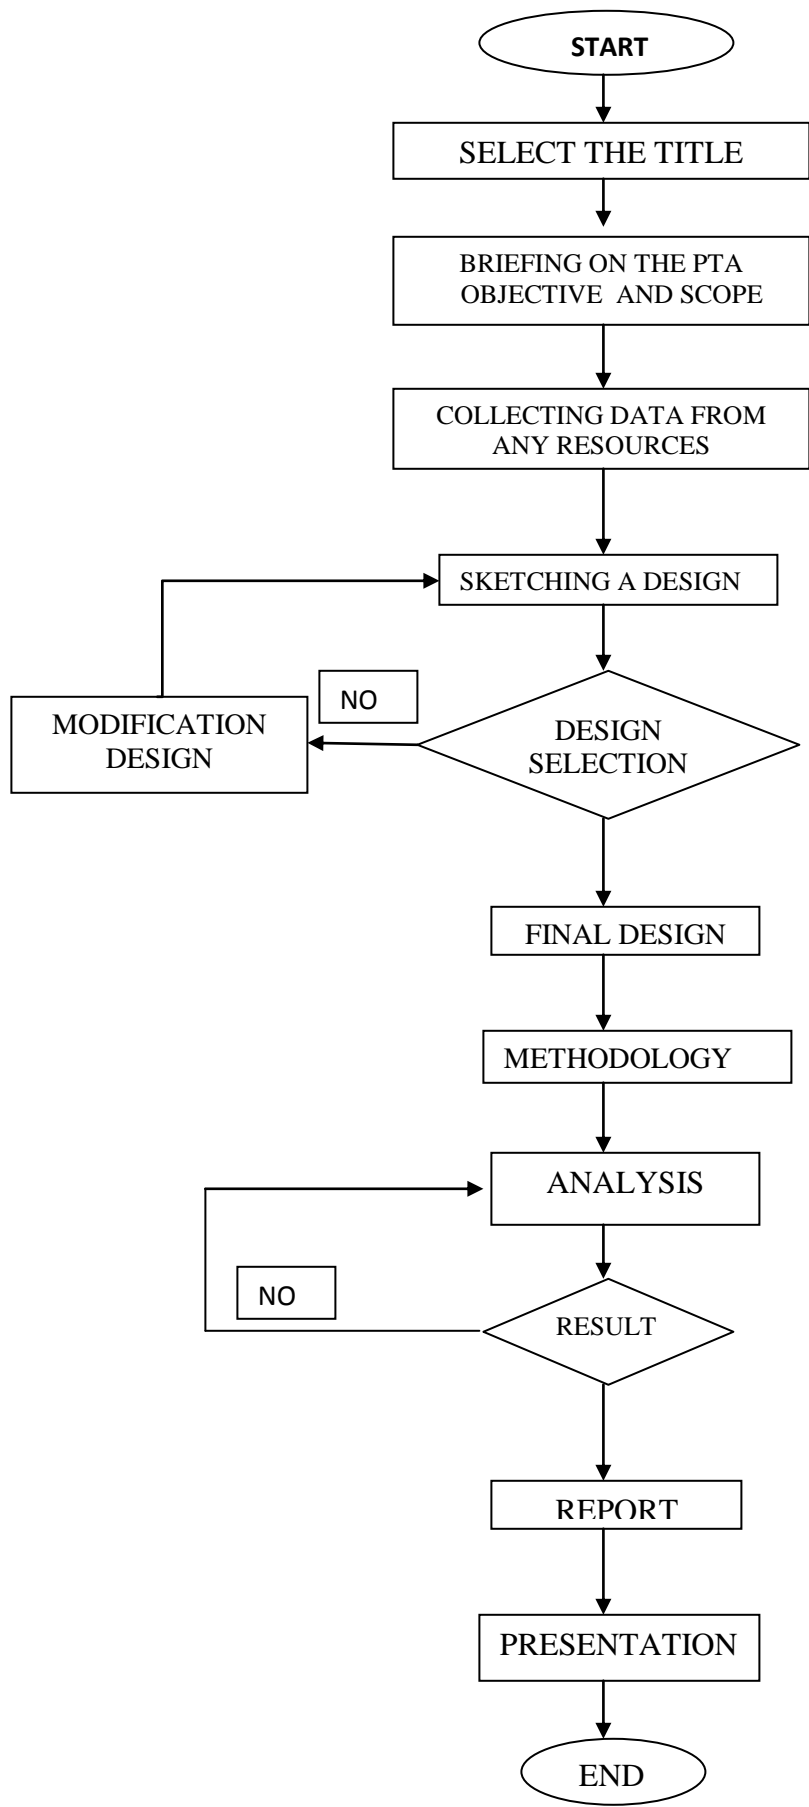 START
SELECT THE TITLE
BRIEFING ON THE PTA
OBJECTIVE AND SCOPE
COLLECTING DATA FROM
ANY RESOURCES
SKETCHING A DESIGN
NO
MODIFICATION
DESIGN
DESIGN
SELECTION
FINAL DESIGN
METHODOLOGY
ANALYSIS
NO
RESULT
REPORT
PRESENTATION
END